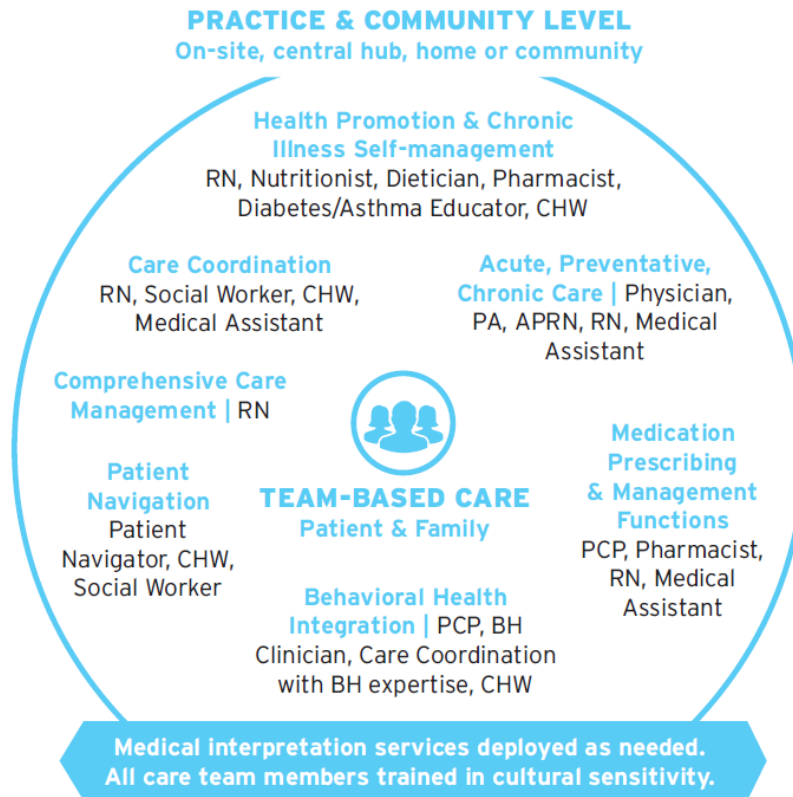 PRACTICE & COMMUNITY LEVEL
On-site, central hub, home or community
Health Promotion & Chronic
Illness Self-management
RN, Nutritionist, Dietician, Pharmacist,
Diabetes/Asthma Educator, CHW
Care Coordination
RN, Social Worker, CHW,
Medical Assistant
Acute, Preventative,
Chronic Care | Physician,
PA, APRN, RN, Medical
Assistant
Comprehensive Care
Management | RN
Medication
Prescribing
& Management
Functions
PCP, Pharmacist,
RN, Medical
Assistant
Patient
Navigation
Patient
Navigator, CHW,
Social Worker
TEAM-BASED CARE
Patient & Family
Behavioral Health
Integration | PCP, BH
Clinician, Care Coordination
with BH expertise, CHW
Medical interpretation services deployed as needed.
All care team members trained in cultural sensitivity.